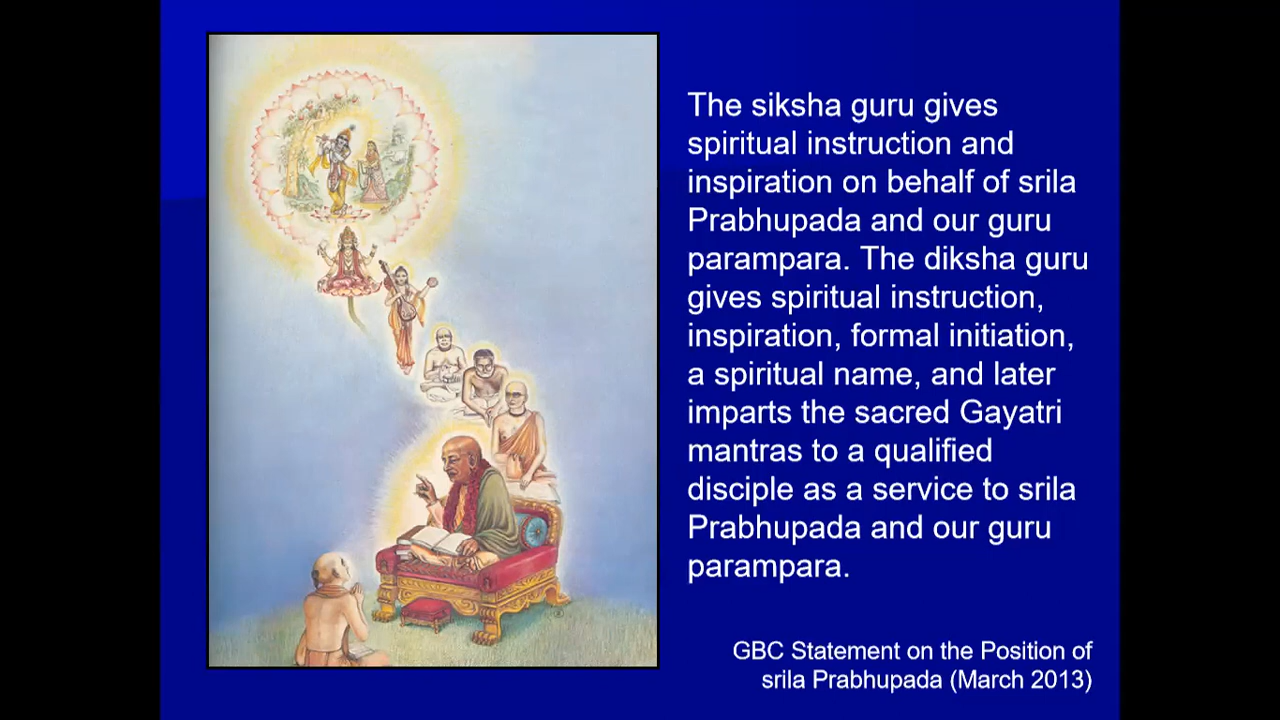 The siksha guru gives
spiritual instruction and
inspiration on behalf of srila
Prabhupada and our guru
parampara. The diksha guru
gives spiritual instruction,
inspiration, formal initiation,
a spiritual name, and later
imparts the sacred Gayatri
mantras to a qualified
disciple as a service to srila
Prabhupada and our guru
parampara.
GBC Statement on the Position of
srila Prabhupada (March 2013)